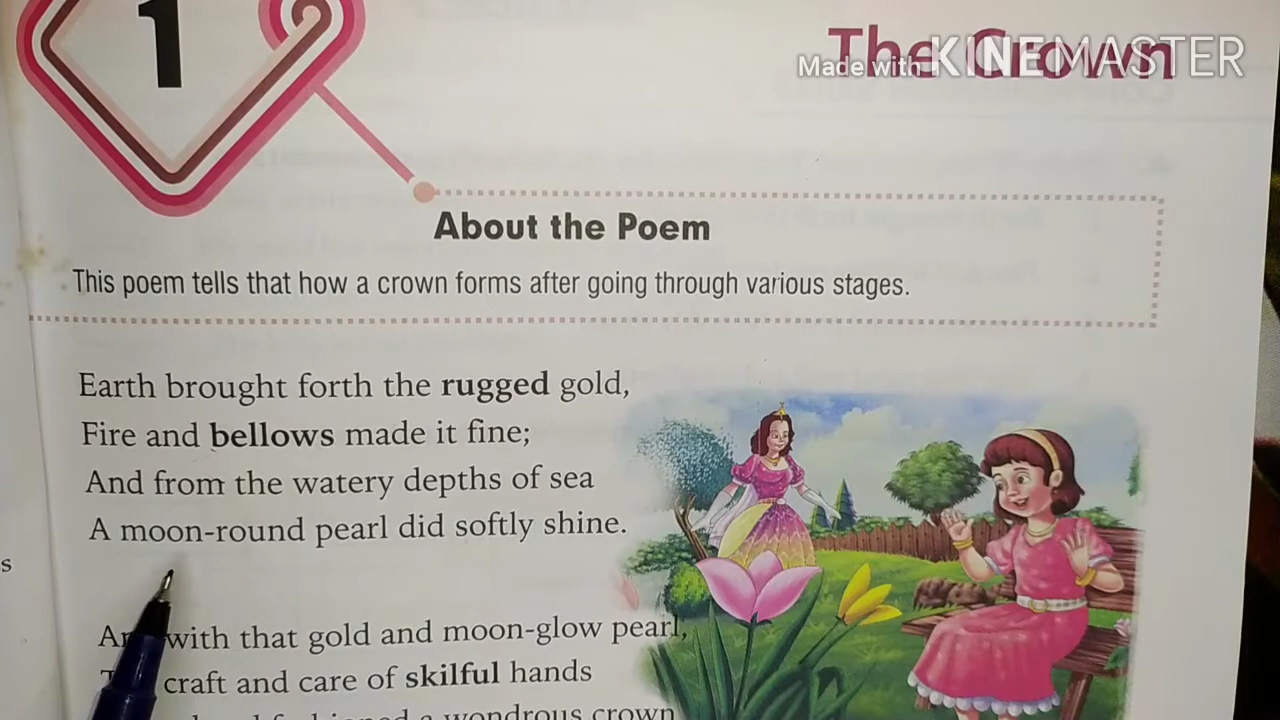 1
The Crown
Made with KINEMASTER
About the Poem
This poem tells that how a crown forms after going through various stages.
Earth brought forth the rugged gold,
Fire and bellows made it fine;
And from the watery depths of sea
A moon-round pearl did softly shine.
s
with that gold and moon-glow pearl,
craft and care of skilful hands
a wondrous crown